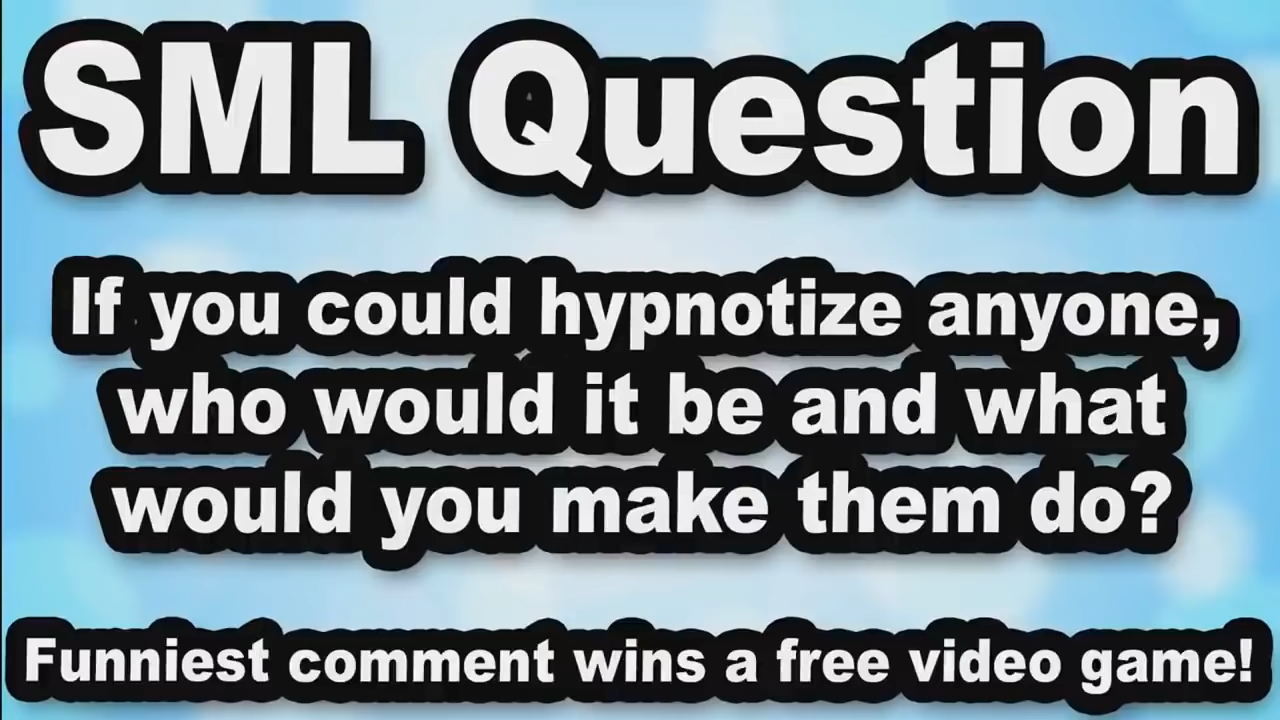 SML Question
If you could hypnotize anyone,
who would it be and what
would you make them do?
Funniest comment wins a free video game!